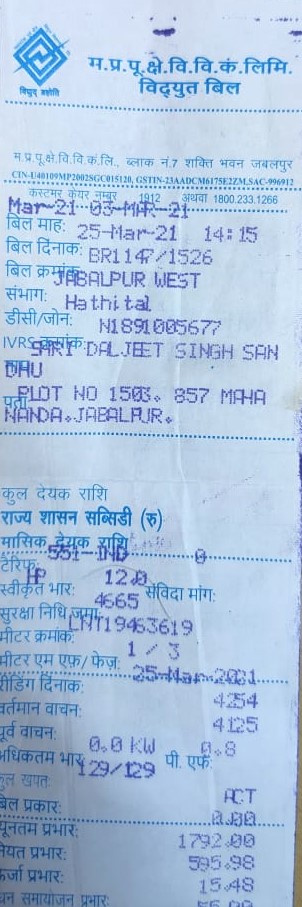 विद्युत् ज्योति
म.प्र.पू.क्षे.वि.वि.कं.लिमि.
विद्युत बिल
म.प्र.पू.क्षे.वि.वि.कं.लि., ब्लाक नं.7 शक्ति भवन जबलपुर
CIN-U40109MP2002SGC015120, GSTIN-23AADCM6175E2ZM, SAC-996912
कस्टमर केयर नम्बर 1912 अथवा 1800.233.1266
Mar-21-03-MAR-21
बिल माह: 25-Mar-21 14:15
बिल दिनांक: BR1147/1526
बिल क्रमांक:
JABALPUR WEST
संभाग: Hathital
डीसी/जोन: N1891005677
IVRS क्रमांक:
SHRI DALJEET SINGH SAN
DHU
पता PLOT NO 1503. 857 MAHA
NANDA.JABALPUR.
कुल देयक राशि
राज्य शासन सब्सिडी (रु)
मासिक देयक राशि
551-IND 0
टैरिफ:
HP 12.0
स्वीकृत भार: संविदा मांग:
4665
सुरक्षा निधि जमा:
LNT19463619
मीटर क्रमांक:
1 / 3
मीटर एम एफ/ फेज:
25-Mar-2021
रीडिंग दिनांक:
4254
वर्तमान वाचन:
4125
पूर्व वाचन:
0.0 KW 0.8
अधिकतम भार पी. एफ.
129/129
कुल खपत
ACT
बिल प्रकार:
0.00
न्यूनतम प्रभार:
1792.00
नियत प्रभार:
595.98
ऊर्जा प्रभार:
15.48
समायोजन प्रभार: